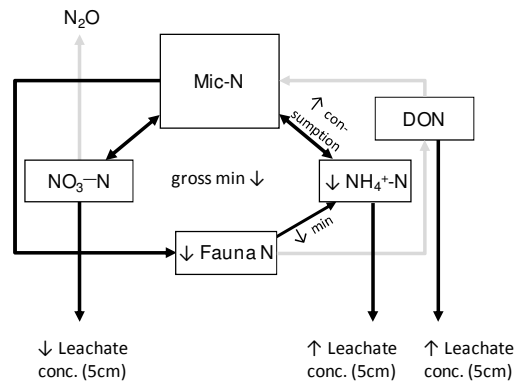 N₂O
Mic-N
↑ con-
sumption
DON
NO₃—N
gross min ↓
↓ NH₄⁺-N
↓ min
↓ Fauna N
↓ Leachate
conc. (5cm)
↑ Leachate
conc. (5cm)
↑ Leachate
conc. (5cm)